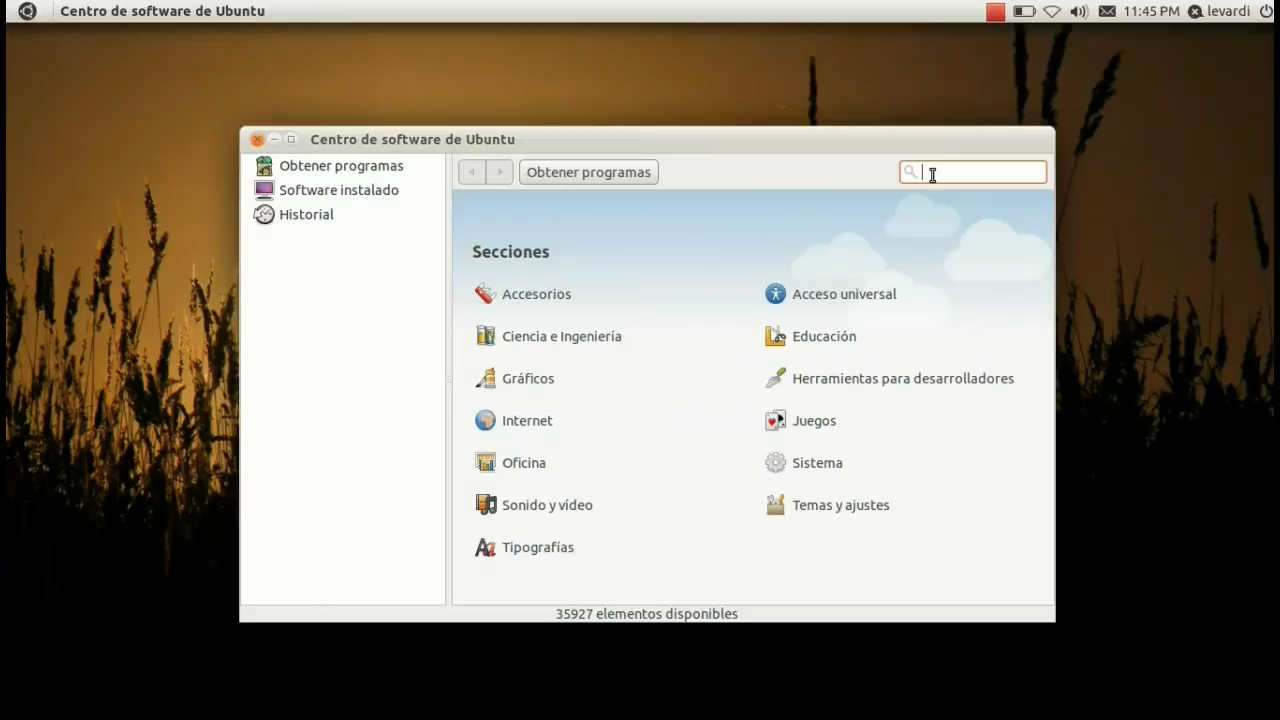 Centro de software de Ubuntu
11:45 PM
levardi
Centro de software de Ubuntu
Obtener programas
Software instalado
Historial
Obtener programas
Secciones
Accesorios
Acceso universal
Ciencia e Ingeniería
Educación
Gráficos
Herramientas para desarrolladores
Internet
Juegos
Oficina
Sistema
Sonido y vídeo
Temas y ajustes
Tipografías
35927 elementos disponibles